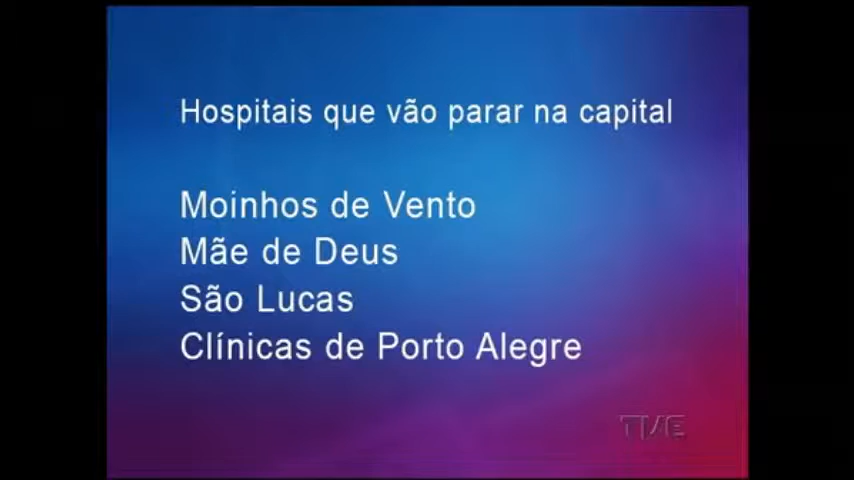 Hospitais que vão parar na capital
Moinhos de Vento
Mãe de Deus
São Lucas
Clínicas de Porto Alegre
TVE